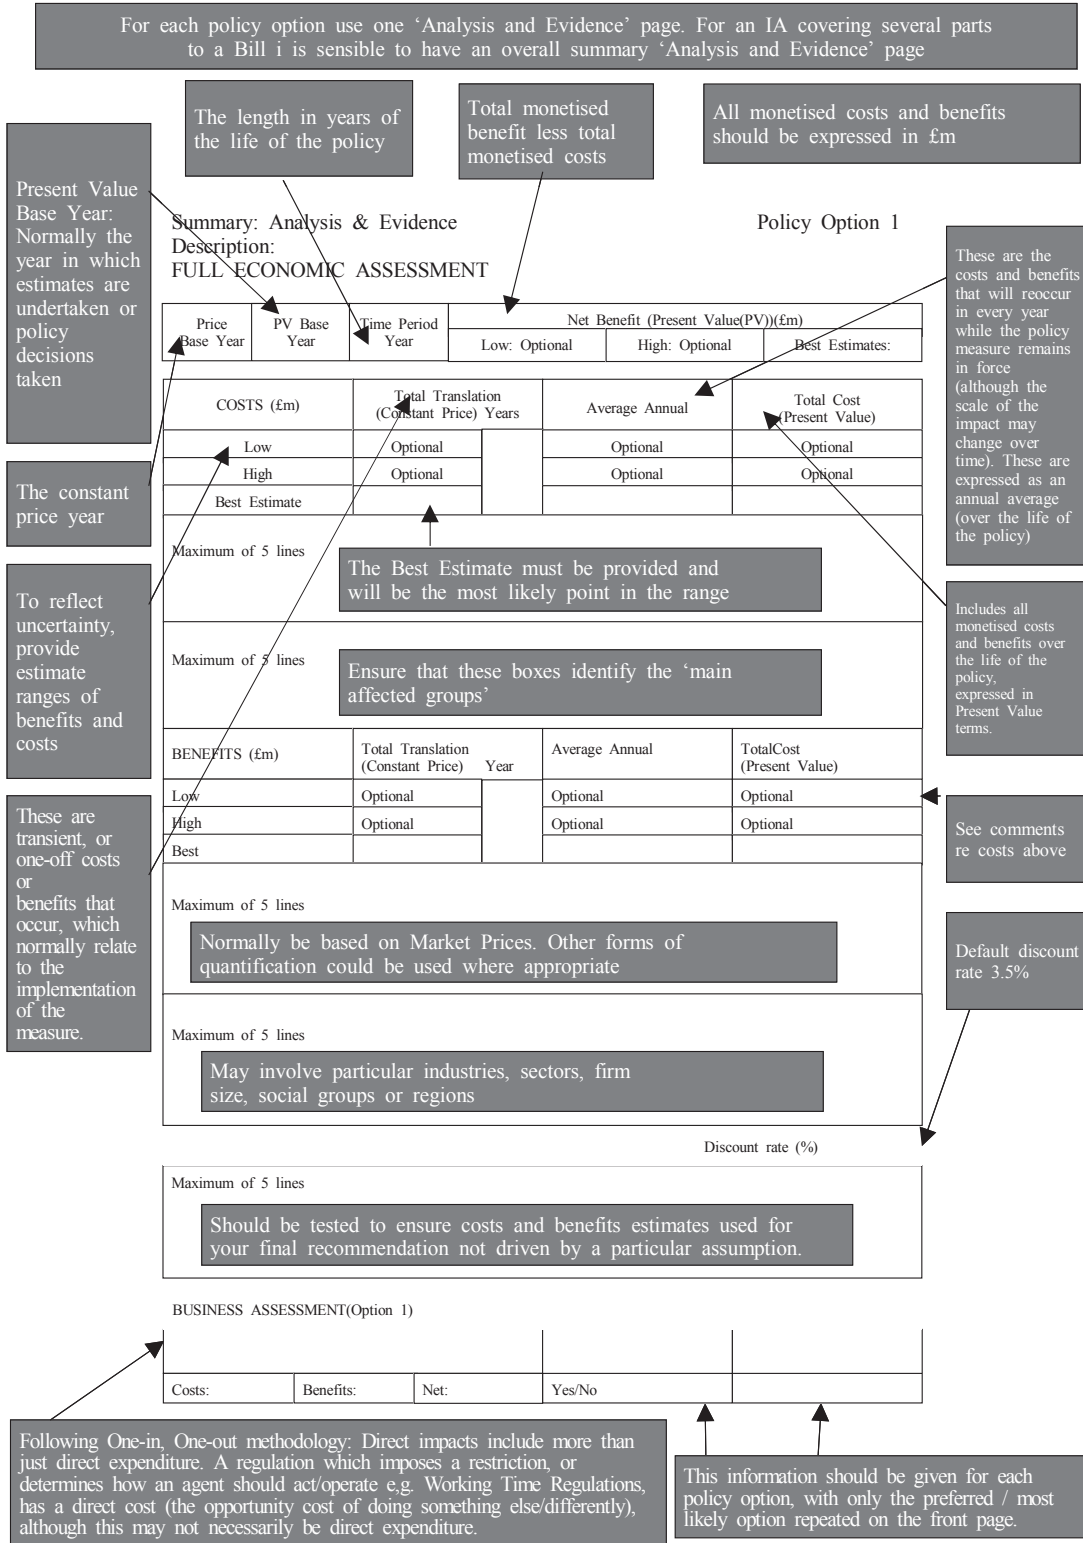 For each policy option use one ‘Analysis and Evidence’ page. For an IA covering several parts
to a Bill i is sensible to have an overall summary ‘Analysis and Evidence’ page
The length in years of
the life of the policy
Total monetised
benefit less total
monetised costs
All monetised costs and benefits
should be expressed in £m
Present Value
Base Year:
Normally the
year in which
estimates are
undertaken or
policy
decisions
taken
Summary: Analysis & Evidence
Policy Option 1
Description:
FULL ECONOMIC ASSESSMENT
These are the
costs and benefits
that will reoccur
in every year
while the policy
measure remains
in force
(although the
scale of the
impact may
change over
time). These are
expressed as an
annual average
(over the life of
the policy)
Price
Base Year
PV Base
Year
Time Period
Year
Net Benefit (Present Value(PV))(£m)
Low: Optional
High: Optional
Best Estimates:
COSTS (£m)
Total Translation
(Constant Price) Years
Average Annual
Total Cost
(Present Value)
Low
Optional
Optional
Optional
High
Optional
Optional
Optional
Best Estimate
The constant
price year
Maximum of 5 lines
The Best Estimate must be provided and
will be the most likely point in the range
To reflect
uncertainty,
provide
estimate
ranges of
benefits and
costs
Includes all
monetised costs
and benefits over
the life of the
policy,
expressed in
Present Value
terms.
Maximum of 5 lines
Ensure that these boxes identify the ‘main
affected groups’
BENEFITS (£m)
Total Translation
(Constant Price) Year
Average Annual
TotalCost
(Present Value)
Low
Optional
Optional
Optional
High
Optional
Optional
Optional
Best
See comments
re costs above
These are
transient, or
one-off costs
or
benefits that
occur, which
normally relate
to the
implementation
of the
measure.
Maximum of 5 lines
Normally be based on Market Prices. Other forms of
quantification could be used where appropriate
Default discount
rate 3.5%
Maximum of 5 lines
May involve particular industries, sectors, firm
size, social groups or regions
Discount rate (%)
Maximum of 5 lines
Should be tested to ensure costs and benefits estimates used for
your final recommendation not driven by a particular assumption.
BUSINESS ASSESSMENT(Option 1)
Costs:
Benefits:
Net:
Yes/No
Following One-in, One-out methodology: Direct impacts include more than
just direct expenditure. A regulation which imposes a restriction, or
determines how an agent should act/operate e,g. Working Time Regulations,
has a direct cost (the opportunity cost of doing something else/differently),
although this may not necessarily be direct expenditure.
This information should be given for each
policy option, with only the preferred / most
likely option repeated on the front page.